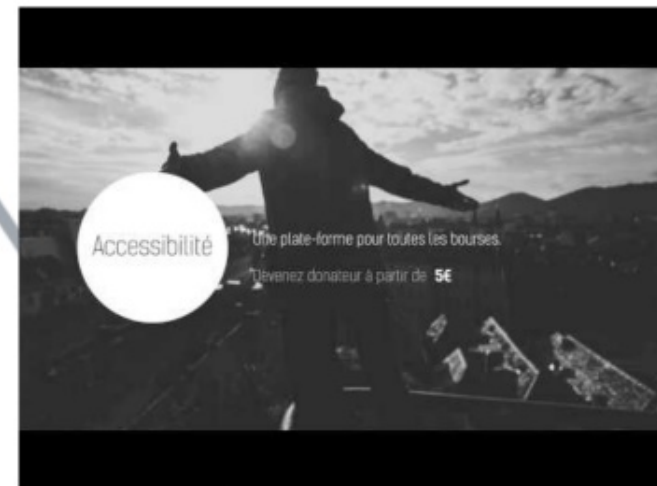 Accessibilité
Une plate-forme pour toutes les bourses.
Devenez donateur à partir de 5€